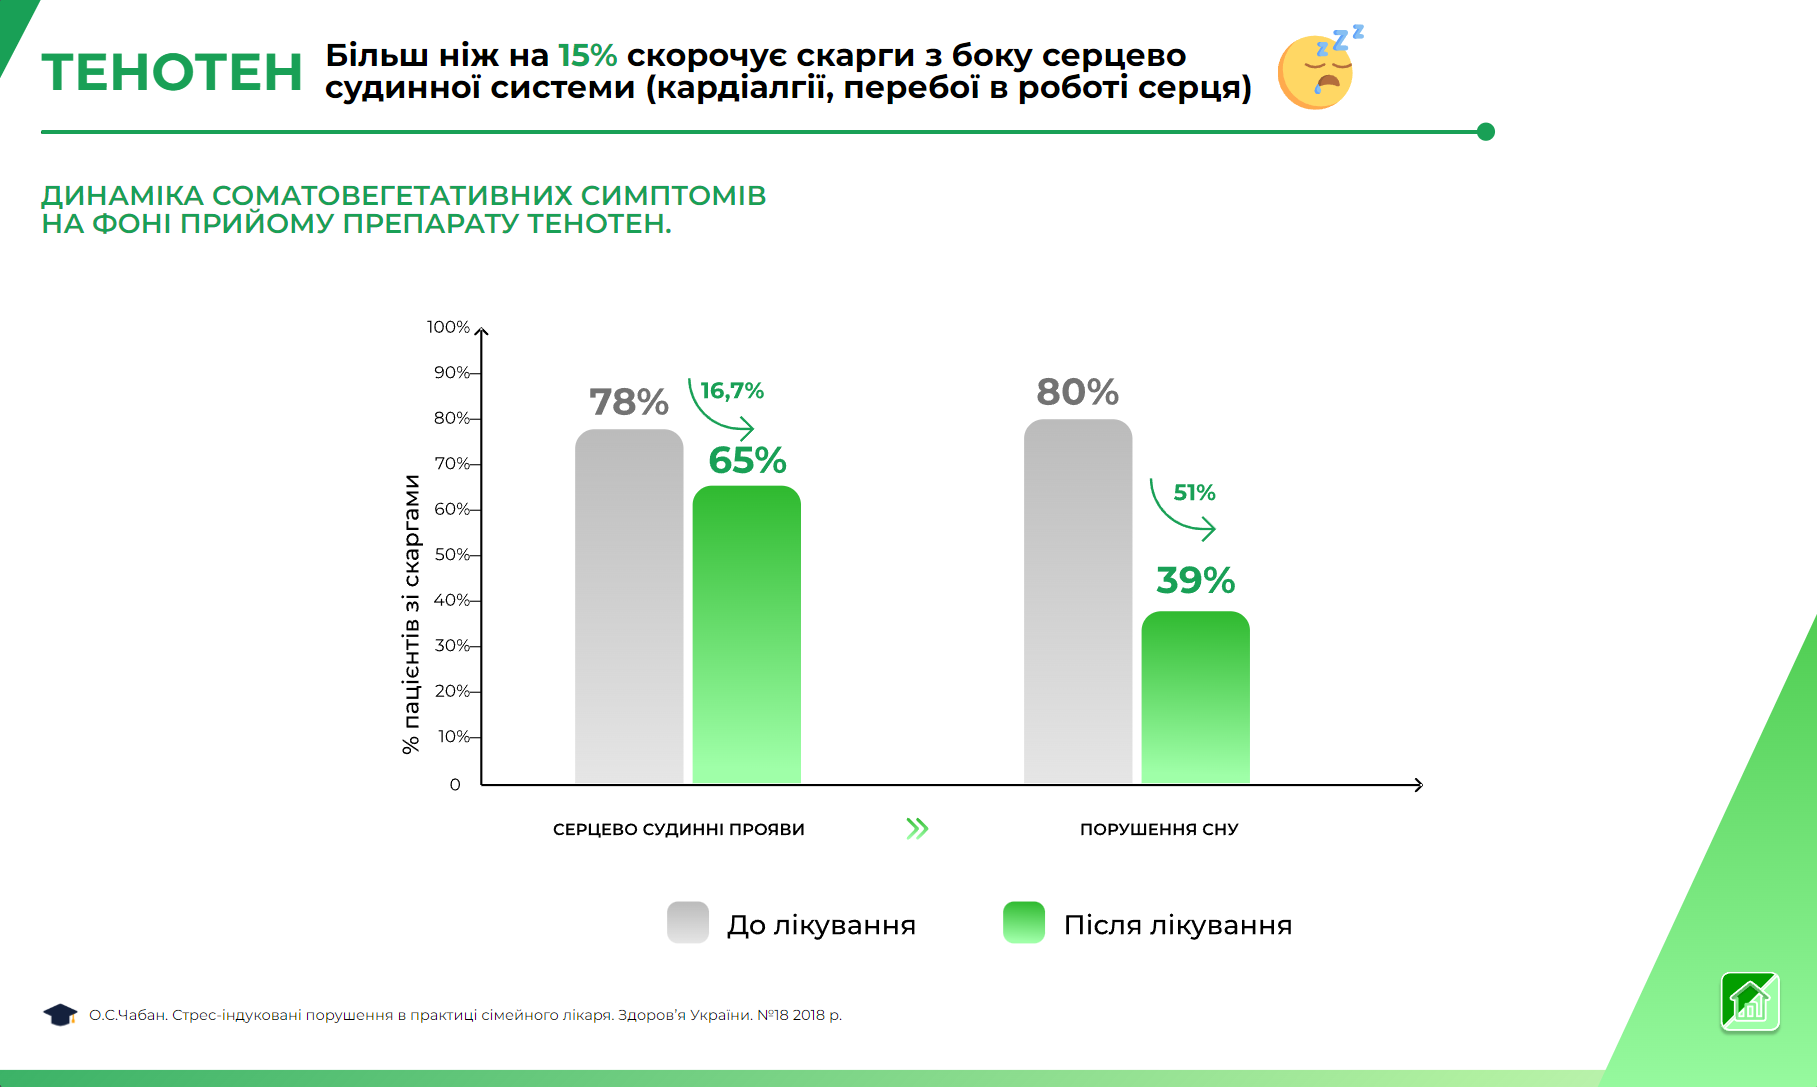 ТЕНОТЕН
Більш ніж на 15% скорочує скарги з боку серцево
судинної системи (кардіалгії, перебої в роботі серця)
ДИНАМІКА СОМАТОВЕГЕТАТИВНИХ СИМПТОМІВ
НА ФОНІ ПРИЙОМУ ПРЕПАРАТУ ТЕНОТЕН.
% пацієнтів зі скаргами
100%
90%
80%
70%
60%
50%
40%
30%
20%
10%
0
78%
16,7%
65%
80%
51%
39%
СЕРЦЕВО СУДИННІ ПРОЯВИ
ПОРУШЕННЯ СНУ
До лікування
Після лікування
О.С.Чабан. Стрес-індуковані порушення в практиці сімейного лікаря. Здоров’я України. №18 2018 р.